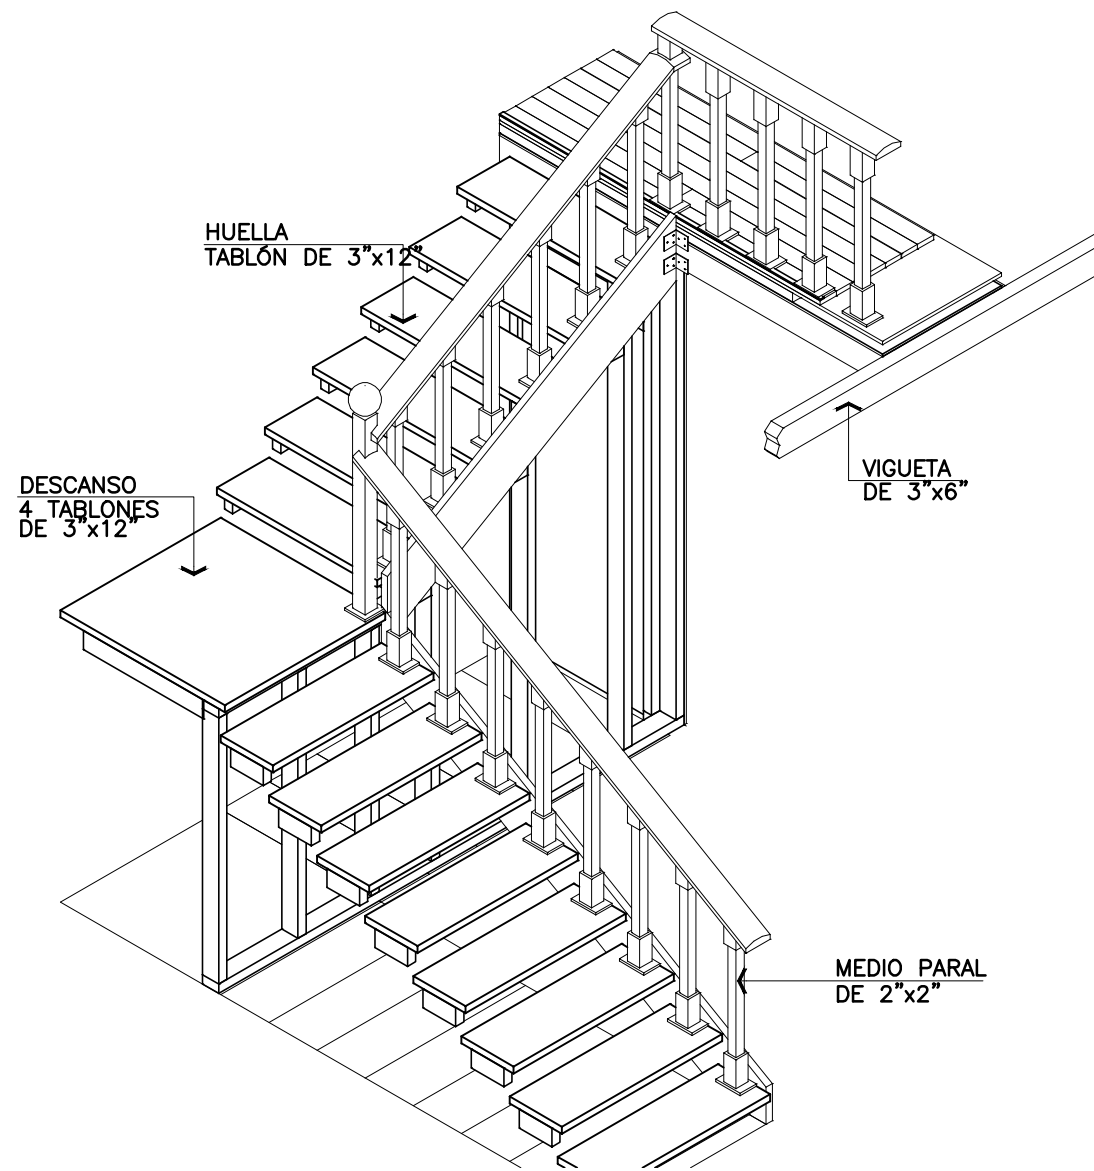 HUELLA
TABLÓN DE 3"x12"
DESCANSO
4 TABLONES
DE 3"x12"
VIGUETA
DE 3"x6"
MEDIO PARAL
DE 2"x2"